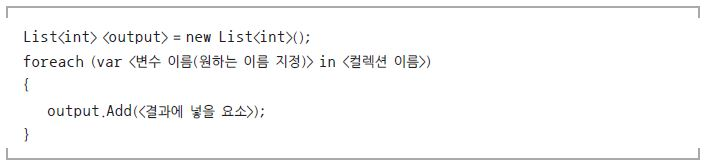 List<int> <output> = new List<int>();
foreach (var <변수 이름(원하는 이름 지정)> in <컬렉션 이름>)
{
output.Add(<결과에 넣을 요소>);
}